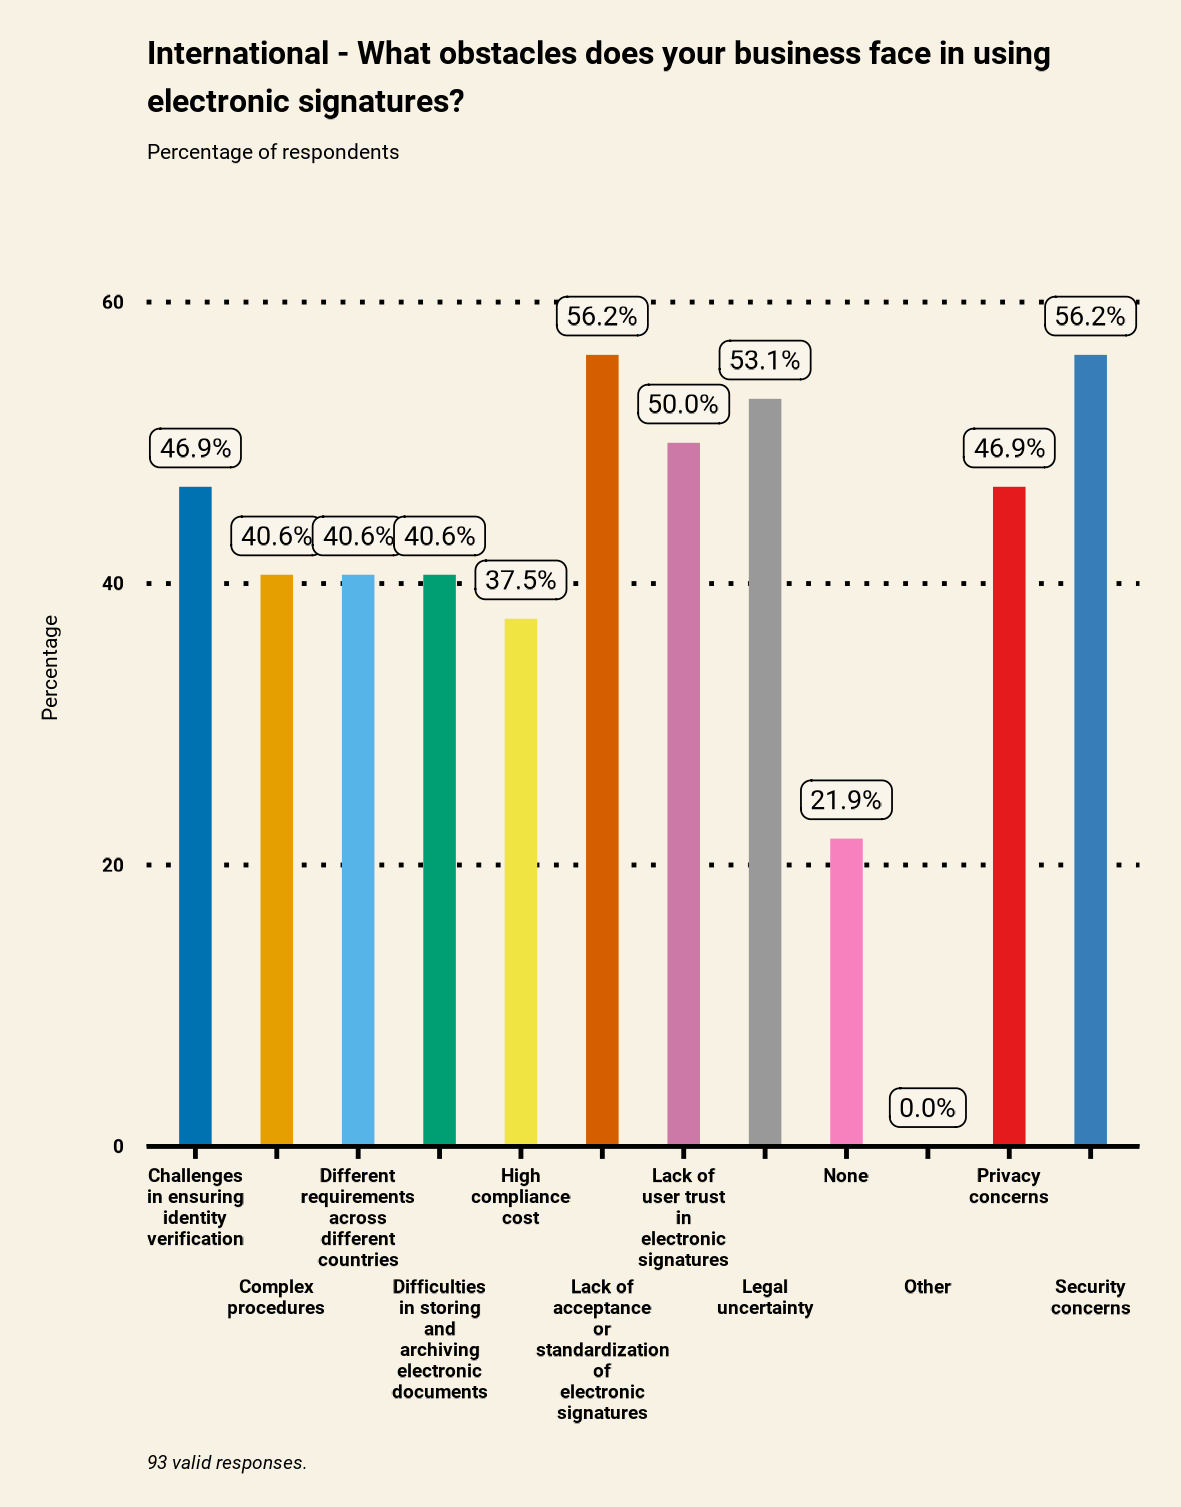 International - What obstacles does your business face in using
electronic signatures?
Percentage of respondents
Percentage
60
40
20
0
46.9%
40.6%
40.6%
40.6%
37.5%
56.2%
50.0%
53.1%
21.9%
0.0%
46.9%
56.2%
Challenges
in ensuring
identity
verification
Complex
procedures
Different
requirements
across
different
countries
Difficulties
in storing
and
archiving
electronic
documents
High
compliance
cost
Lack of
acceptance
or
standardization
of
electronic
signatures
Lack of
user trust
in
electronic
signatures
Legal
uncertainty
None
Other
Privacy
concerns
Security
concerns
93 valid responses.